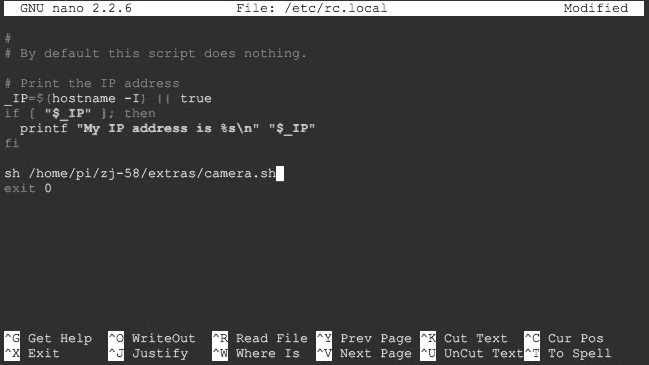 GNU nano 2.2.6 File: /etc/rc.local Modified
#
# By default this script does nothing.
# Print the IP address
_IP=$(hostname -I) || true
if [ "$_IP" ]; then
printf "My IP address is %s\n" "$_IP"
fi
sh /home/pi/zj-58/extras/camera.sh
exit 0
^G Get Help ^O WriteOut ^R Read File ^Y Prev Page ^K Cut Text ^C Cur Pos
^X Exit ^J Justify ^W Where Is ^V Next Page ^U UnCut Text ^T To Spell